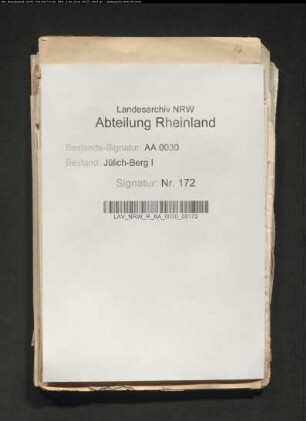 Landesarchiv NRW
Abteilung Rheinland
Bestands-Signatur: AA 0030
Bestand: Jülich-Berg I
Signatur: Nr. 172
LAV_NRW_R_AA_0030_00172